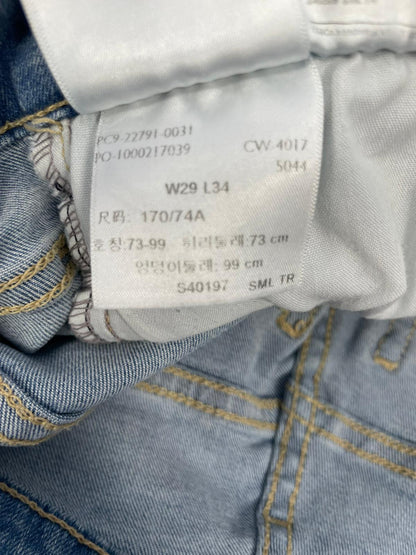 PC9-22791-0031
PO-1000217039 CW-4017
5044
W29 L34
尺码: 170/74A
호칭:73-99 허리둘레:73 cm
엉덩이둘레: 99 cm
S40197 SML TR